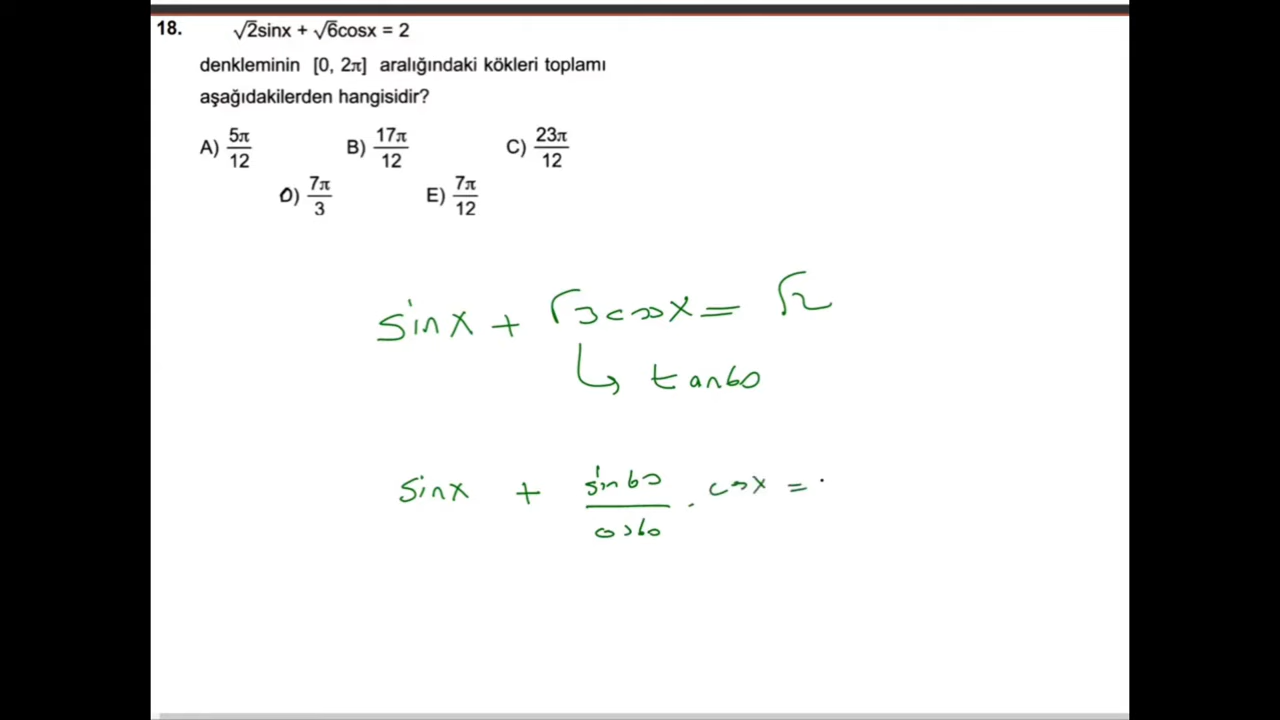 18. √2sinx + √6cosx = 2
denkleminin [0, 2π] aralığındaki kökleri toplamı
aşağıdakilerden hangisidir?
A) 5π/12 B) 17π/12 C) 23π/12
D) 7π/3 E) 7π/12
sinx + √3cosx = √2
↳ tan60
sinx + sin60/cos60 . cosx =